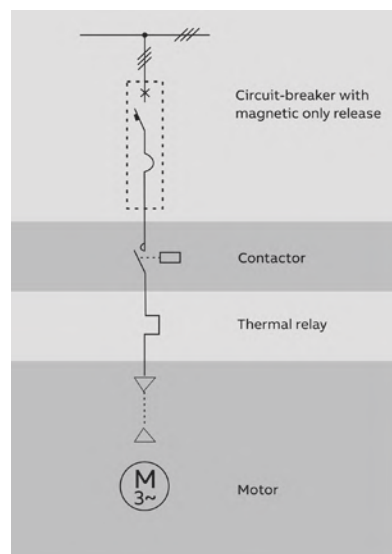 Circuit-breaker with
magnetic only release
Contactor
Thermal relay
M
3~
Motor